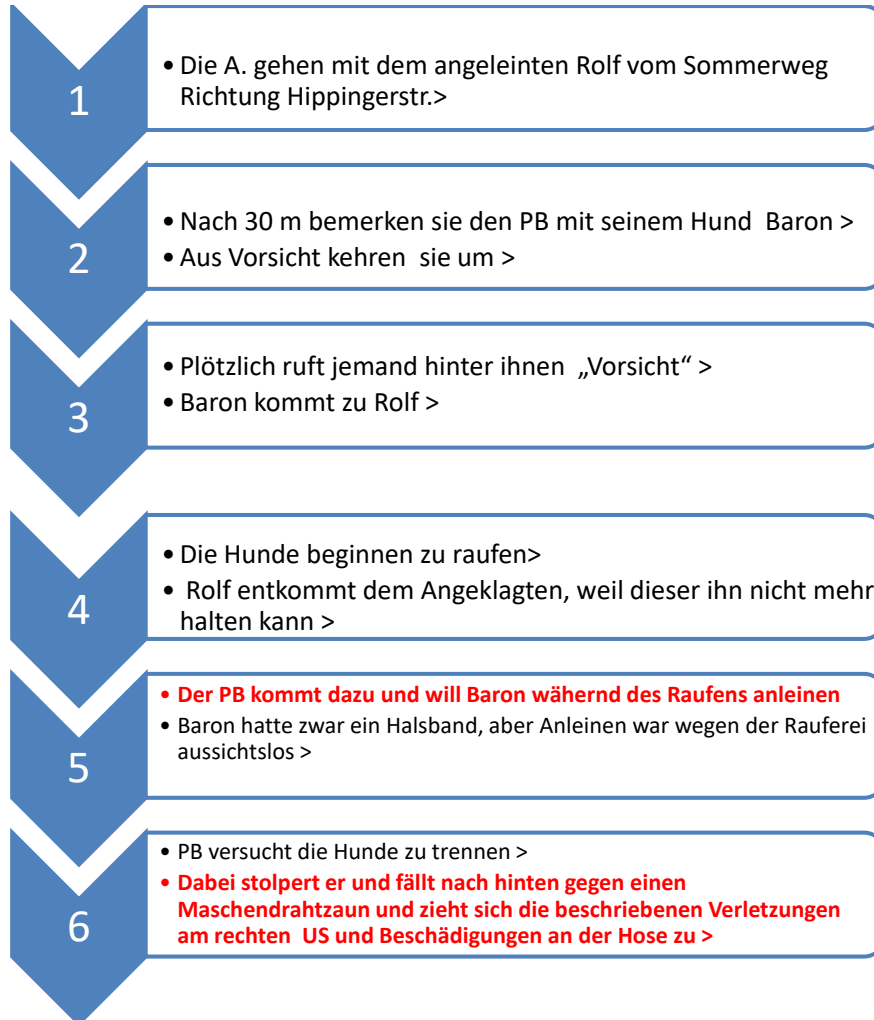 1
• Die A. gehen mit dem angeleinten Rolf vom Sommerweg
Richtung Hippingerstr.>
2
• Nach 30 m bemerken sie den PB mit seinem Hund Baron >
• Aus Vorsicht kehren sie um >
3
• Plötzlich ruft jemand hinter ihnen „Vorsicht“ >
• Baron kommt zu Rolf >
4
• Die Hunde beginnen zu raufen>
• Rolf entkommt dem Angeklagten, weil dieser ihn nicht mehr
halten kann >
5
• Der PB kommt dazu und will Baron wähernd des Raufens anleinen
• Baron hatte zwar ein Halsband, aber Anleinen war wegen der Rauferei
aussichtslos >
6
• PB versucht die Hunde zu trennen >
• Dabei stolpert er und fällt nach hinten gegen einen
Maschendrahtzaun und zieht sich die beschriebenen Verletzungen
am rechten US und Beschädigungen an der Hose zu >